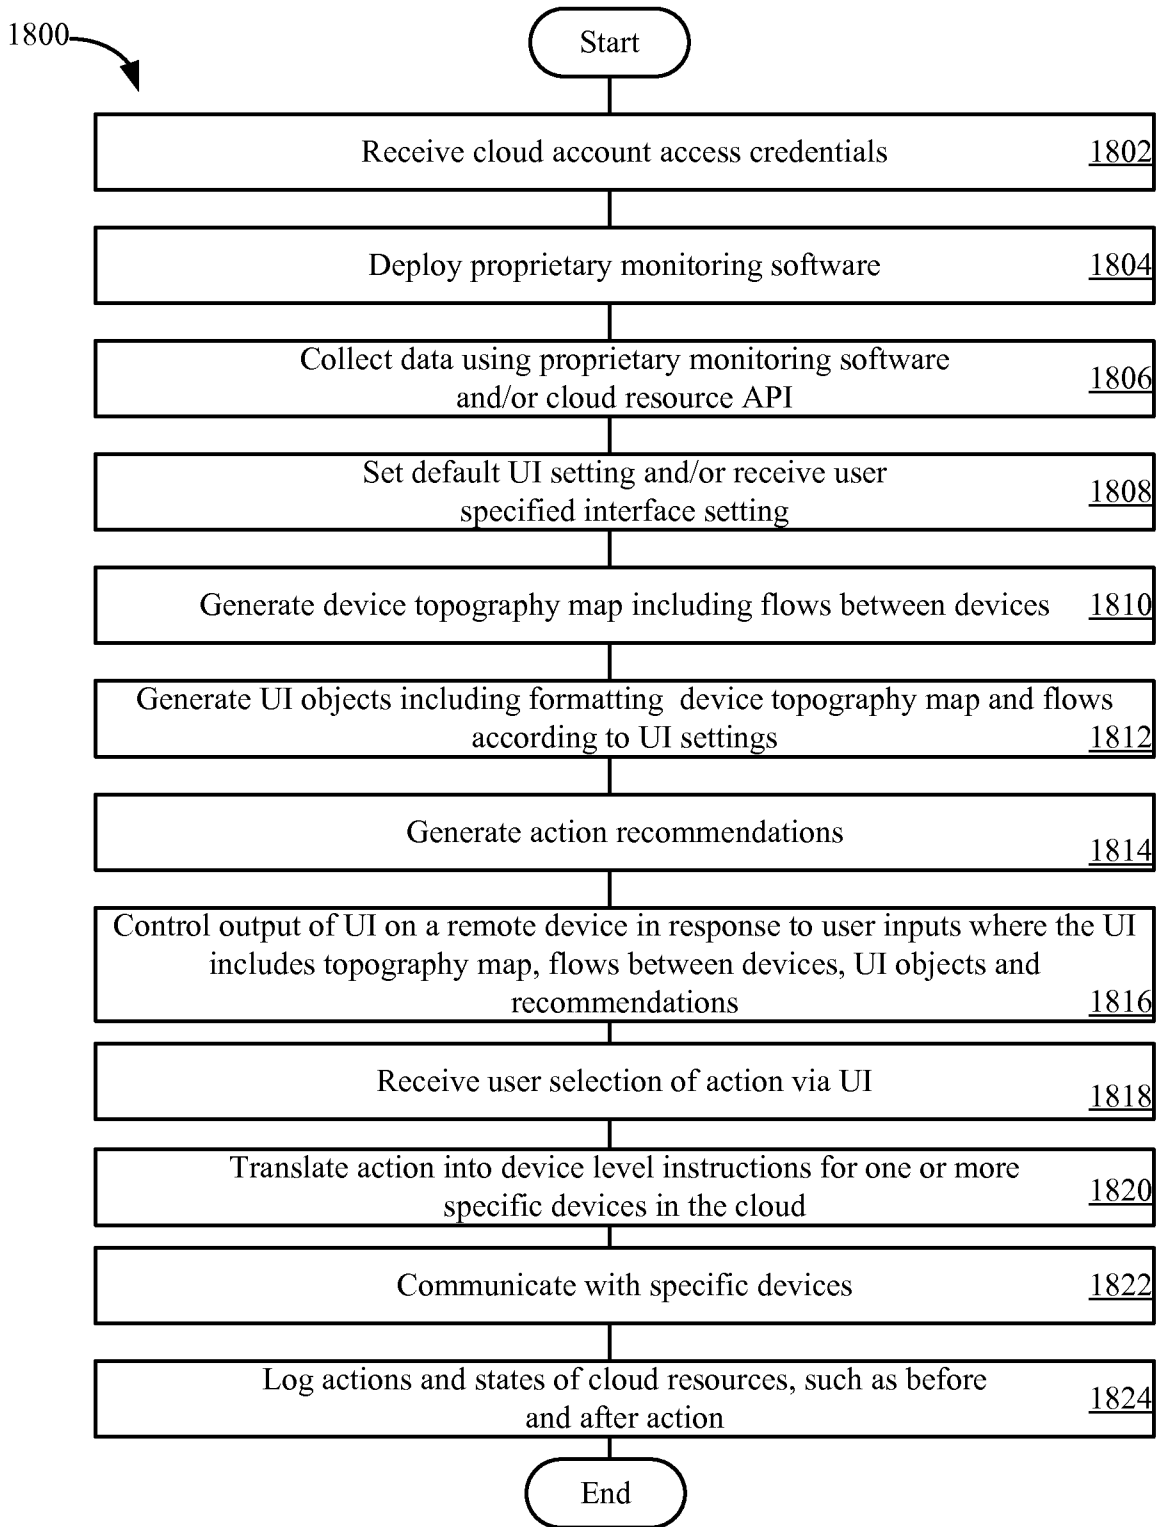 1800
Start
Receive cloud account access credentials 1802
Deploy proprietary monitoring software 1804
Collect data using proprietary monitoring software
and/or cloud resource API 1806
Set default UI setting and/or receive user
specified interface setting 1808
Generate device topography map including flows between devices 1810
Generate UI objects including formatting device topography map and flows
according to UI settings 1812
Generate action recommendations 1814
Control output of UI on a remote device in response to user inputs where the UI
includes topography map, flows between devices, UI objects and
recommendations 1816
Receive user selection of action via UI 1818
Translate action into device level instructions for one or more
specific devices in the cloud 1820
Communicate with specific devices 1822
Log actions and states of cloud resources, such as before
and after action 1824
End